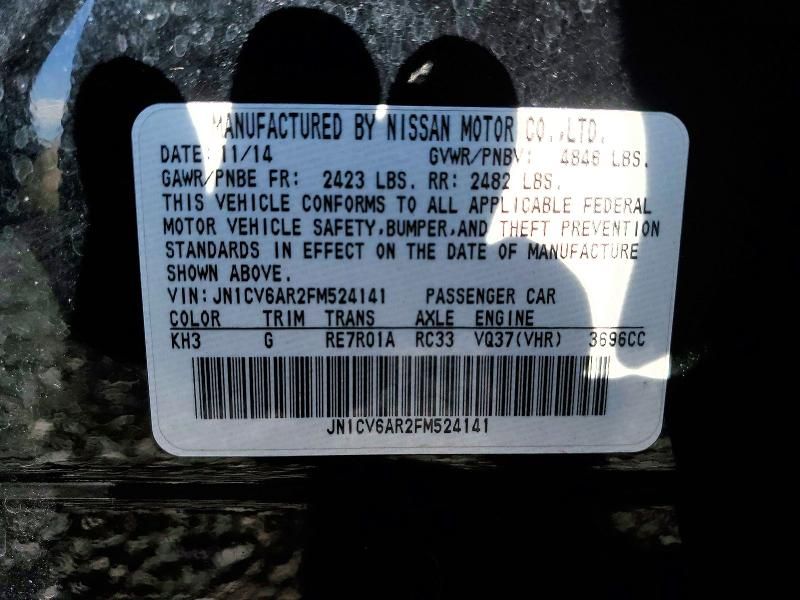 MANUFACTURED BY NISSAN MOTOR CO.,LTD.
DATE: 11/14 GVWR/PNBV: 4848 LBS.
GAWR/PNBE FR: 2423 LBS. RR: 2482 LBS.
THIS VEHICLE CONFORMS TO ALL APPLICABLE FEDERAL
MOTOR VEHICLE SAFETY,BUMPER,AND THEFT PREVENTION
STANDARDS IN EFFECT ON THE DATE OF MANUFACTURE
SHOWN ABOVE.
VIN: JN1CV6AR2FM524141 PASSENGER CAR
COLOR TRIM TRANS AXLE ENGINE
KH3 G RE7R01A RC33 VQ37(VHR) 3696CC
JN1CV6AR2FM524141